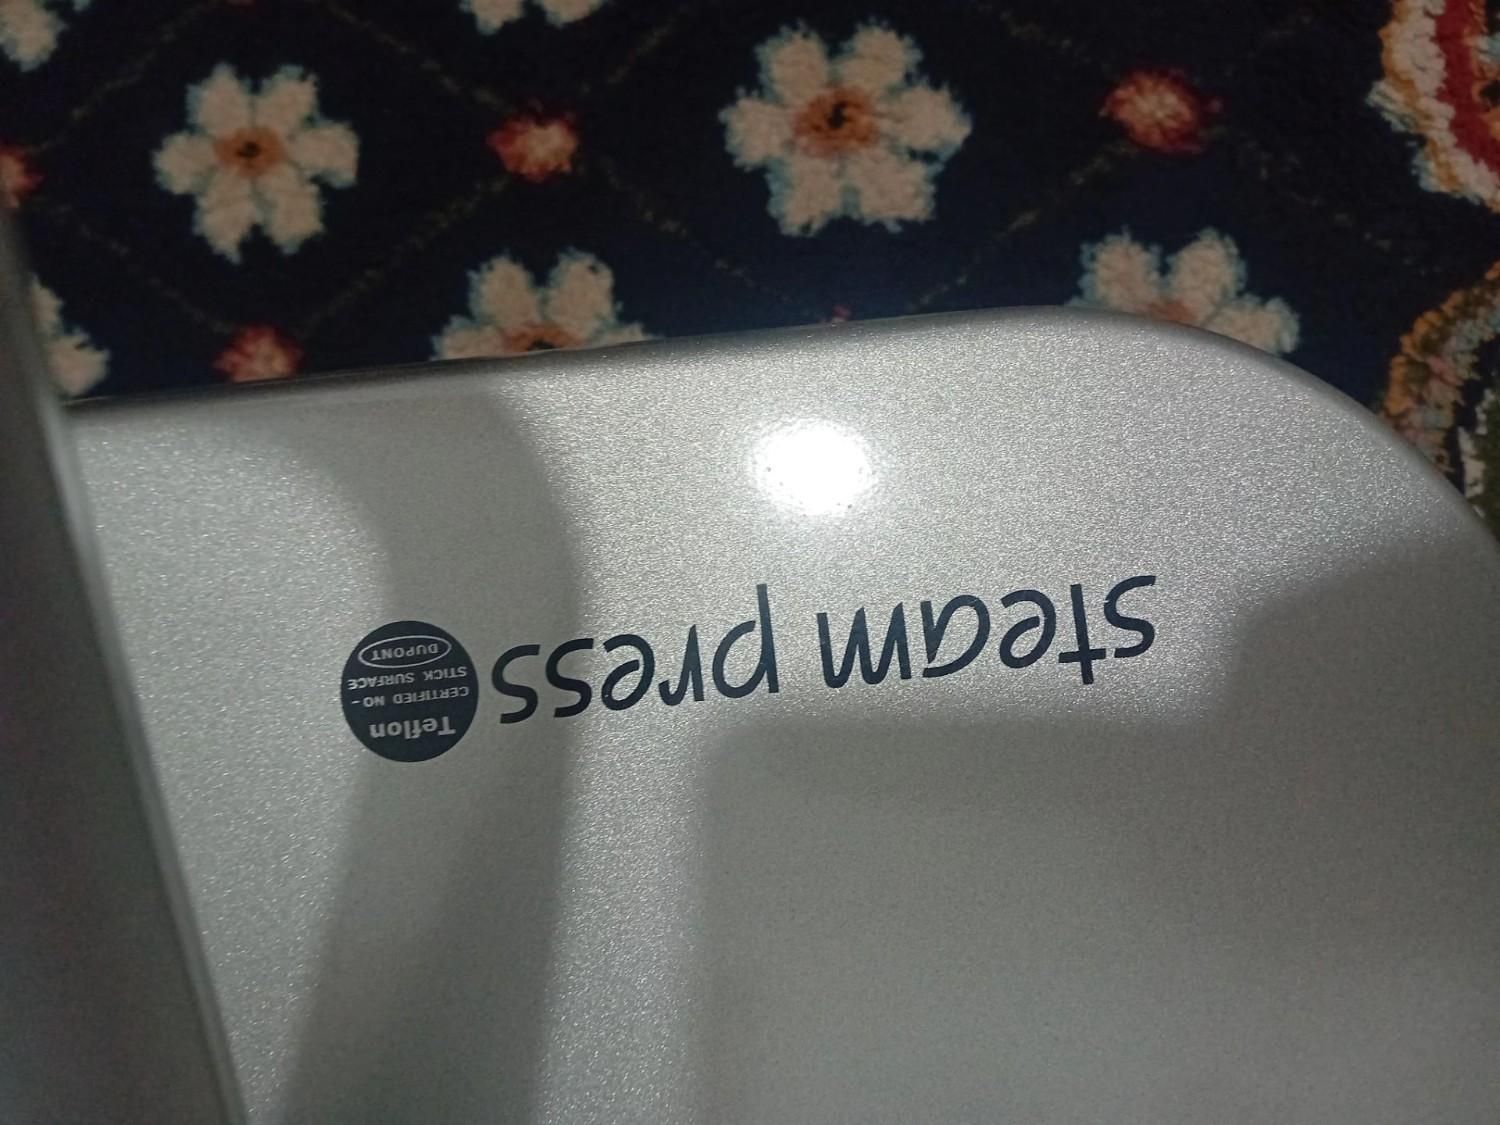 steam press
Teflon
CERTIFIED NO-
STICK SURFACE
DUPONT